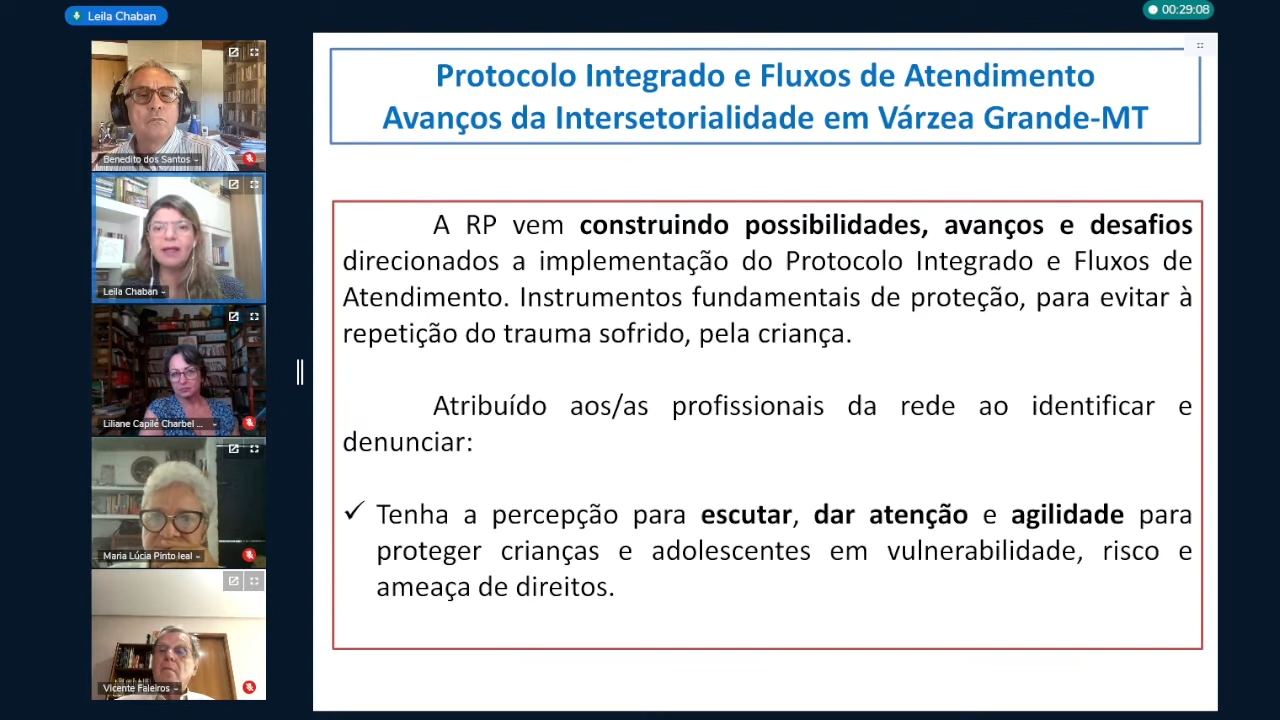 Leila Chaban
00:29:08
Benedito dos Santos
Leila Chaban
Liliane Capilé Charbel ...
Maria Lúcia Pinto leal
Vicente Faleiros
Protocolo Integrado e Fluxos de Atendimento
Avanços da Intersetorialidade em Várzea Grande-MT
A RP vem construindo possibilidades, avanços e desafios
direcionados a implementação do Protocolo Integrado e Fluxos de
Atendimento. Instrumentos fundamentais de proteção, para evitar à
repetição do trauma sofrido, pela criança.
Atribuído aos/as profissionais da rede ao identificar e
denunciar:
✓ Tenha a percepção para escutar, dar atenção e agilidade para
proteger crianças e adolescentes em vulnerabilidade, risco e
ameaça de direitos.